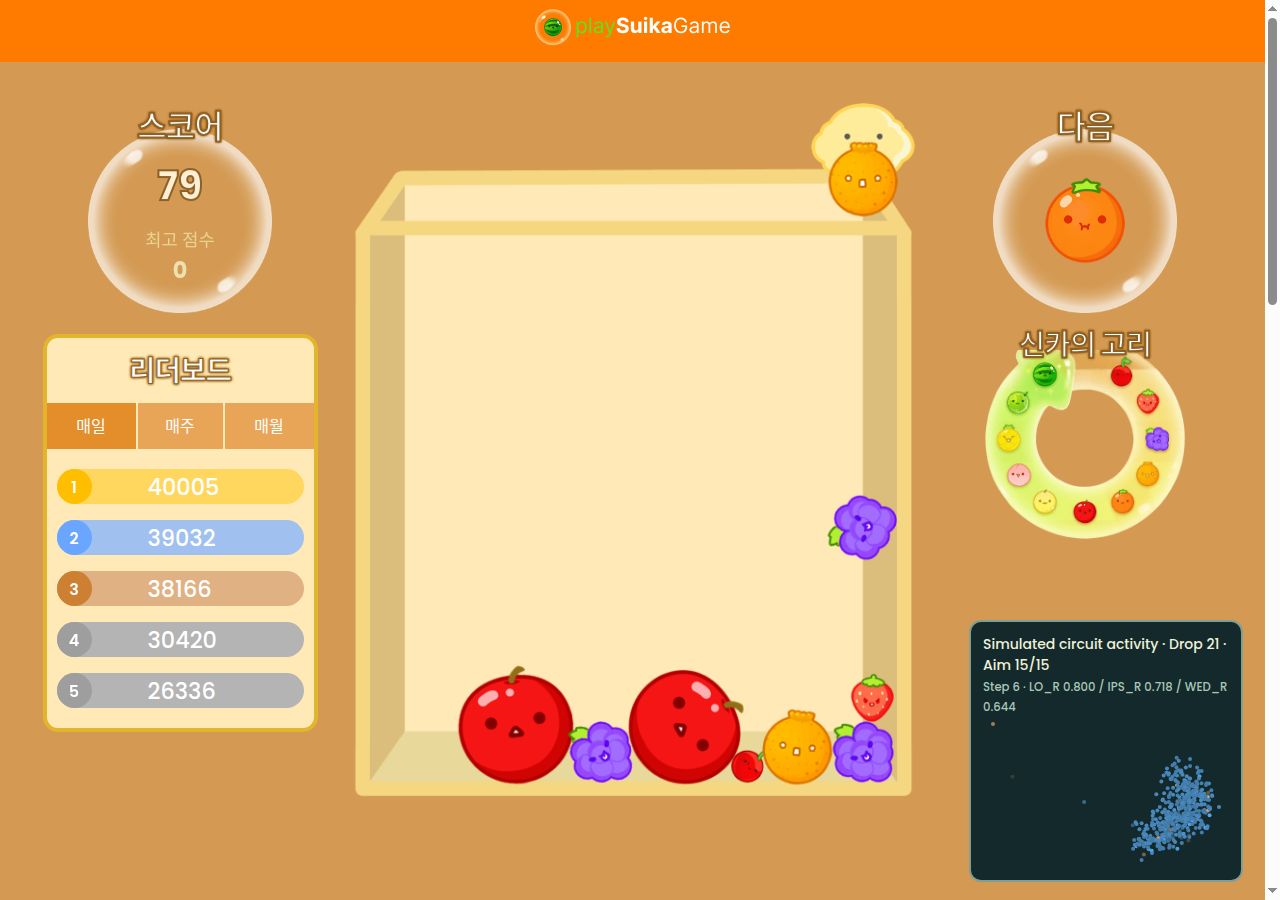 playSuikaGame
스코어
79
최고 점수
0
다음
리더보드
매일 매주 매월
1 40005
2 39032
3 38166
4 30420
5 26336
신카의 고리
Simulated circuit activity · Drop 21 ·
Aim 15/15
Step 6 · LO_R 0.800 / IPS_R 0.718 / WED_R
0.644